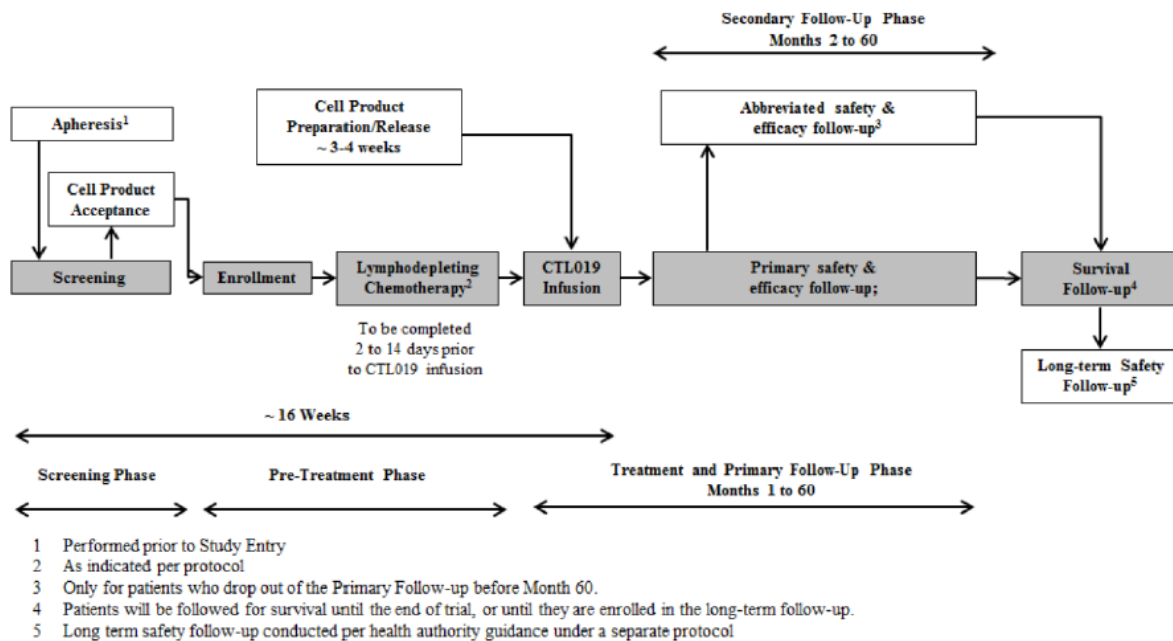 Secondary Follow-Up Phase
Months 2 to 60
Apheresis1
Cell Product
Preparation/Release
~ 3-4 weeks
Abbreviated safety &
efficacy follow-up3
Cell Product
Acceptance
Screening
Enrollment
Lymphodepleting
Chemotherapy2
CTL019
Infusion
Primary safety &
efficacy follow-up;
Survival
Follow-up4
To be completed
2 to 14 days prior
to CTL019 infusion
Long-term Safety
Follow-up5
~ 16 Weeks
Screening Phase
Pre-Treatment Phase
Treatment and Primary Follow-Up Phase
Months 1 to 60
1 Performed prior to Study Entry
2 As indicated per protocol
3 Only for patients who drop out of the Primary Follow-up before Month 60.
4 Patients will be followed for survival until the end of trial, or until they are enrolled in the long-term follow-up.
5 Long term safety follow-up conducted per health authority guidance under a separate protocol